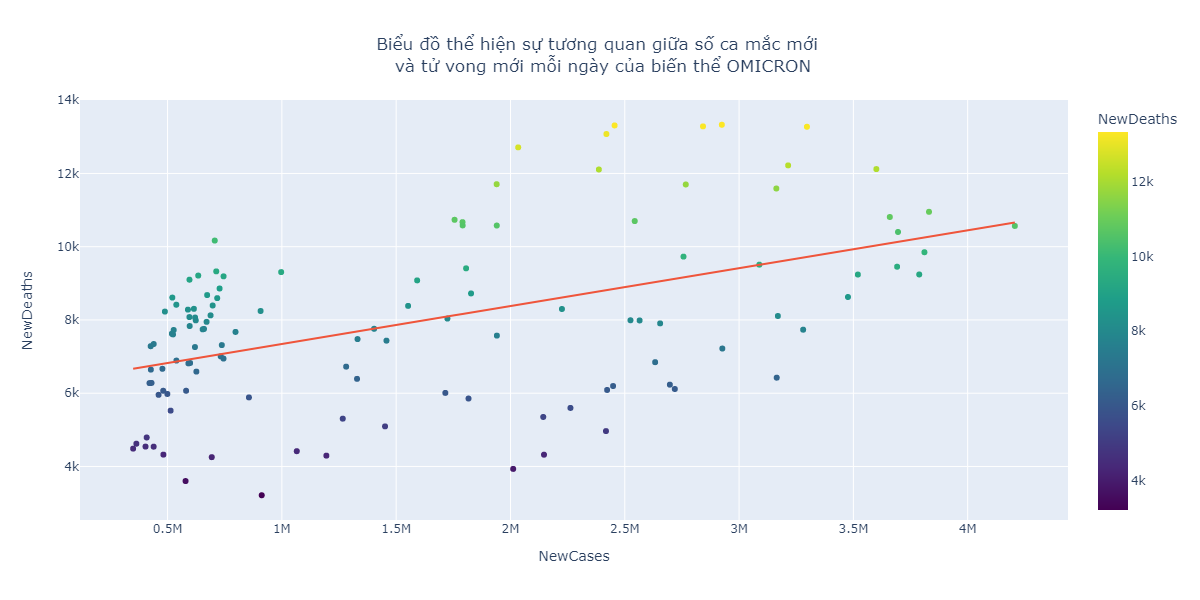 Biểu đồ thể hiện sự tương quan giữa số ca mắc mới
và tử vong mới mỗi ngày của biến thể OMICRON
NewDeaths
14k
12k
10k
8k
6k
4k
0.5M
1M
1.5M
2M
2.5M
3M
3.5M
4M
NewCases
NewDeaths
12k
10k
8k
6k
4k